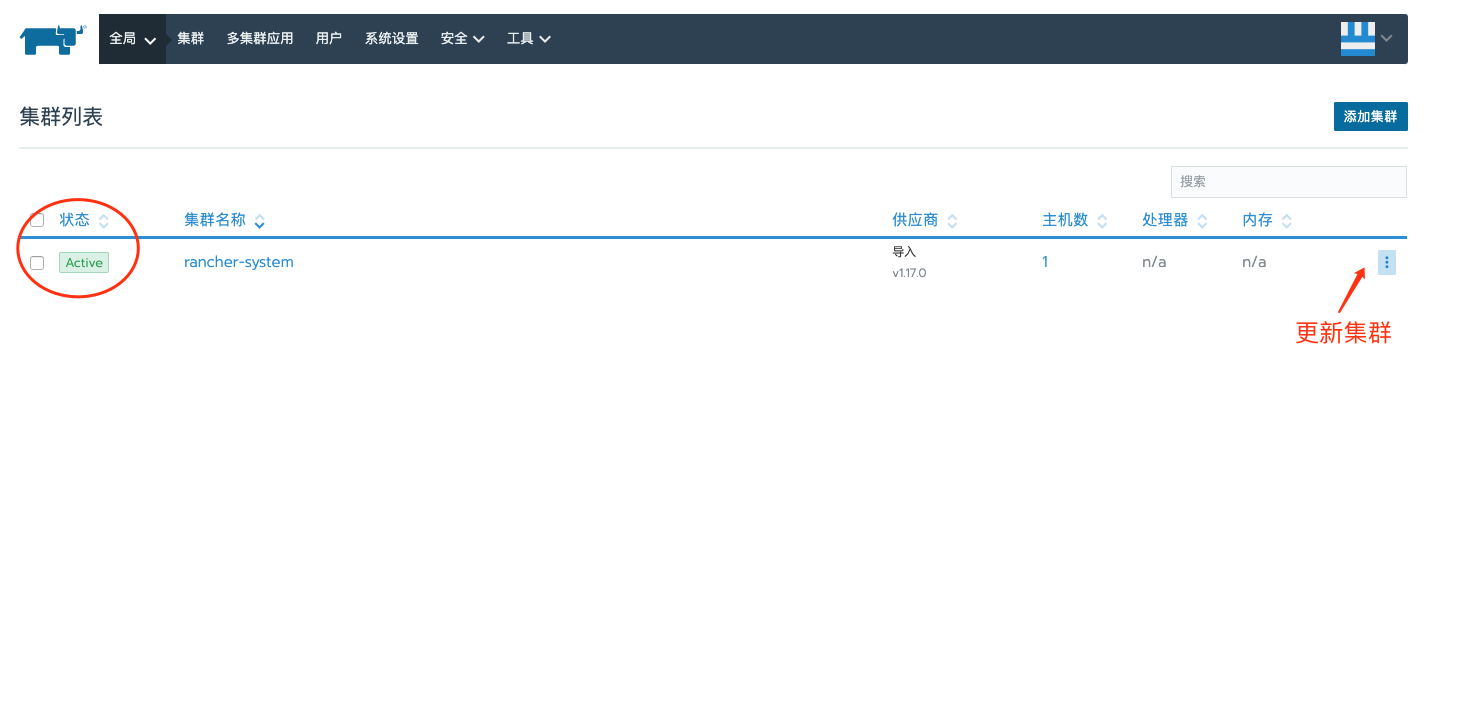 全局 集群 多集群应用 用户 系统设置 安全 工具
集群列表
添加集群
搜索
状态 集群名称 供应商 主机数 处理器 内存
Active rancher-system 导入 1 n/a n/a
v1.17.0
更新集群